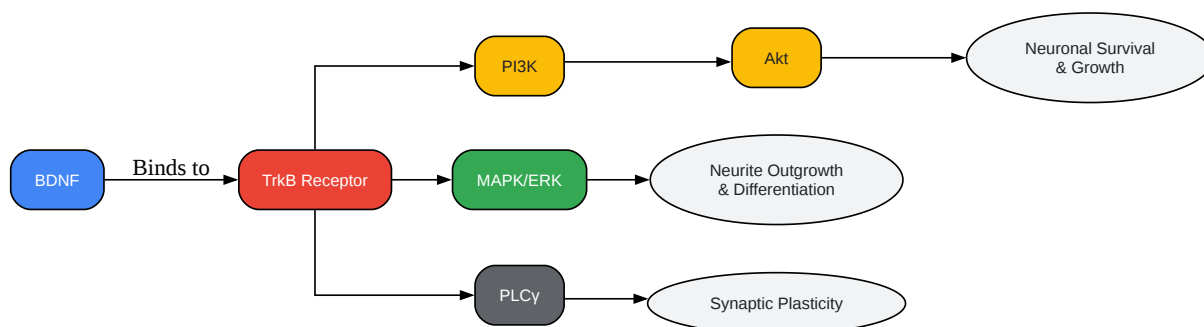 PI3K
Akt
Neuronal Survival
& Growth
BDNF
Binds to
TrkB Receptor
MAPK/ERK
Neurite Outgrowth
& Differentiation
PLCγ
Synaptic Plasticity